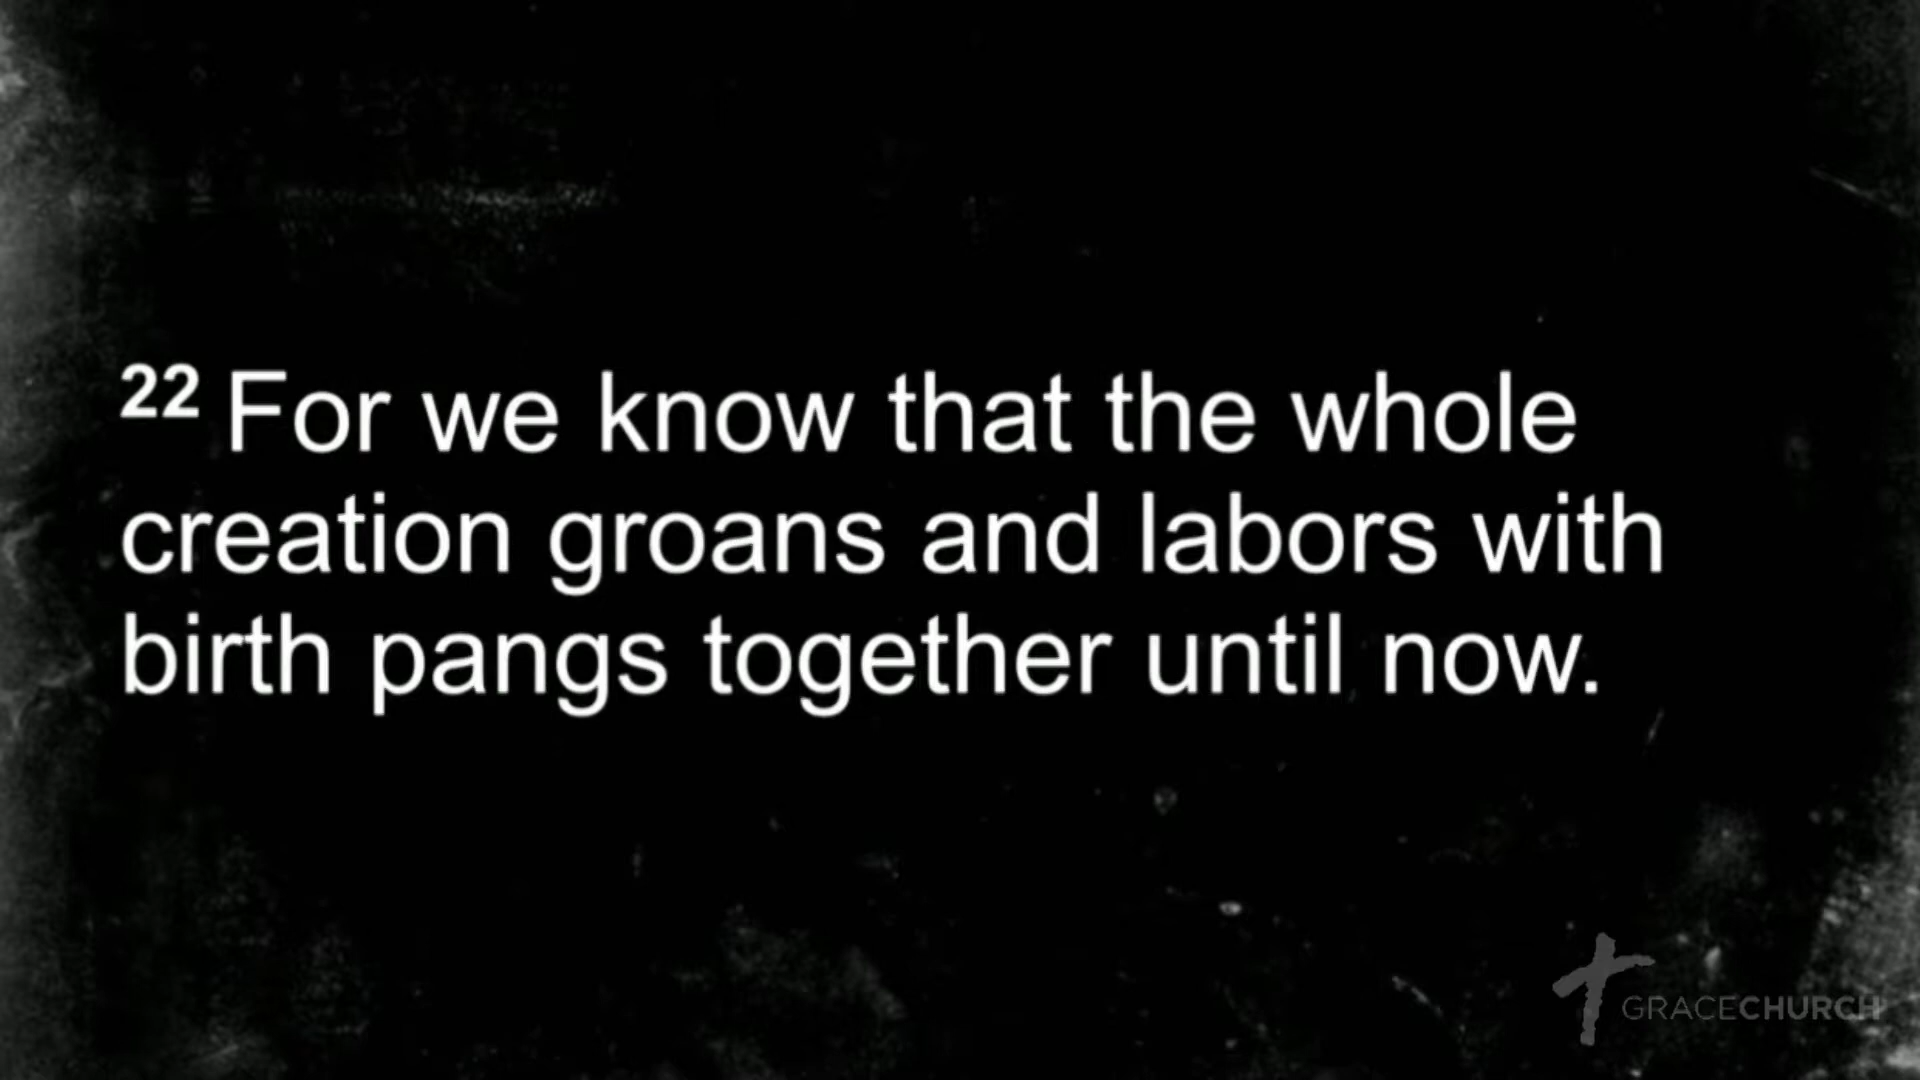 22 For we know that the whole
creation groans and labors with
birth pangs together until now.
GRACECHURCH